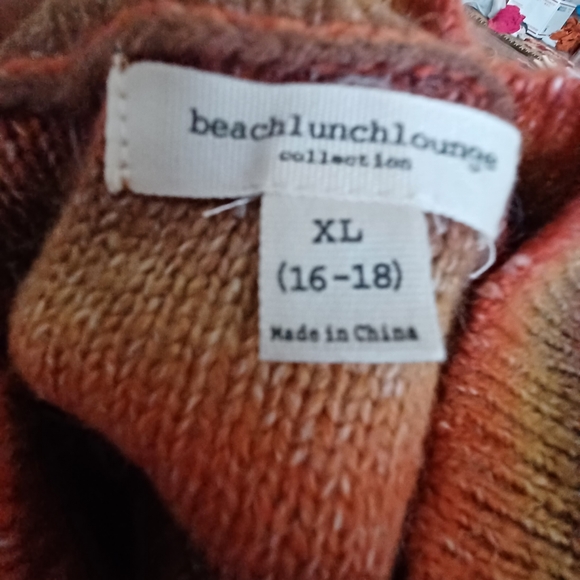 beachlunchlounge
collection
XL
(16-18)
Made in China